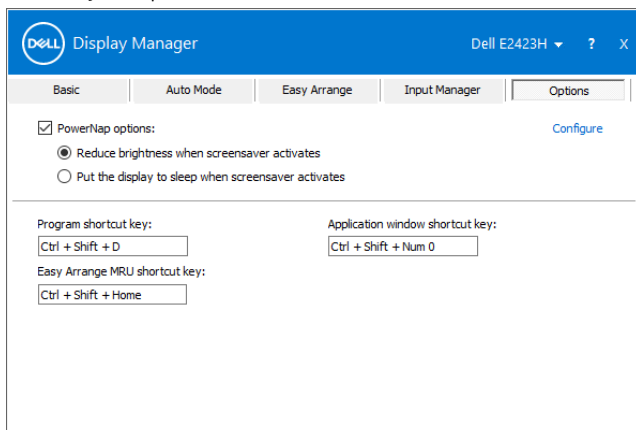 DELL Display Manager Dell E2423H ? X
Basic Auto Mode Easy Arrange Input Manager Options
PowerNap options: Configure
Reduce brightness when screensaver activates
Put the display to sleep when screensaver activates
Program shortcut key: Application window shortcut key:
Ctrl + Shift + D Ctrl + Shift + Num 0
Easy Arrange MRU shortcut key:
Ctrl + Shift + Home